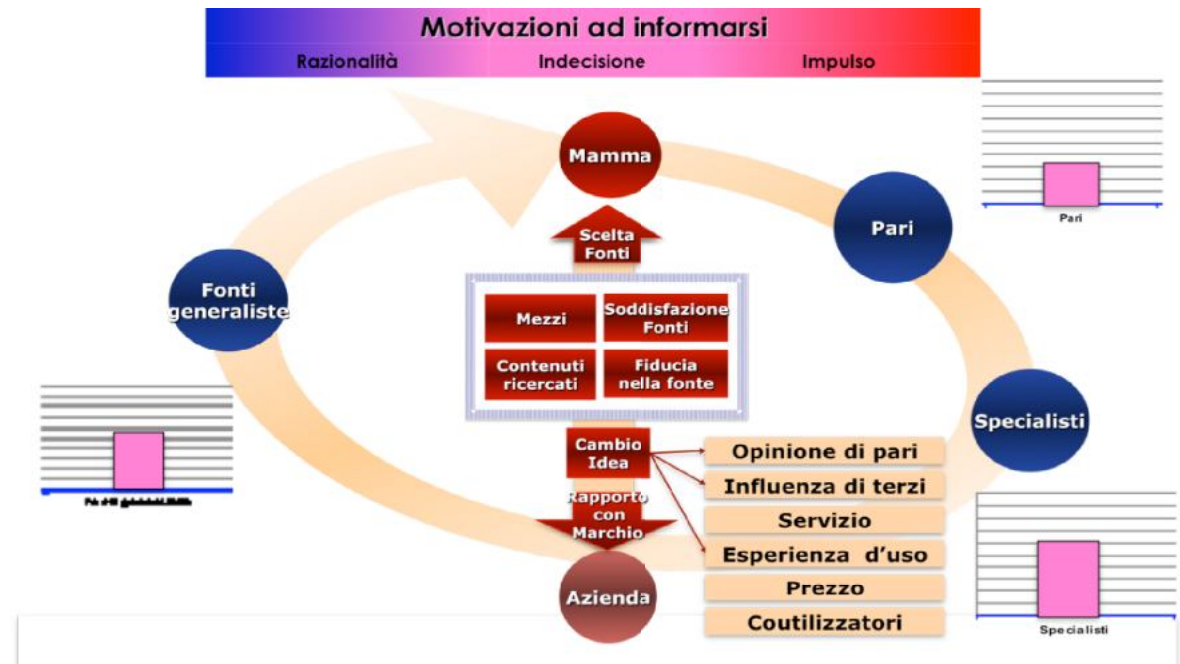 Motivazioni ad informarsi
Razionalità Indecisione Impulso
Mamma
Pari
Pari
Scelta
Fonti
Fonti
generaliste
Mezzi
Soddisfazione
Fonti
Contenuti
ricercati
Fiducia
nella fonte
Specialisti
Cambio
Idea
Rapporto
con
Marchio
Azienda
Opinione di pari
Influenza di terzi
Servizio
Esperienza d'uso
Prezzo
Coutilizzatori
Specialisti